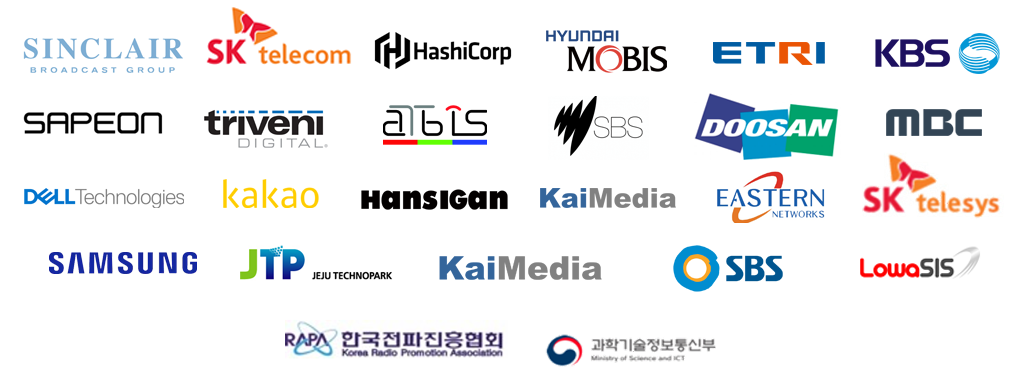 SINCLAIR
BROADCAST GROUP
SK telecom
HashiCorp
HYUNDAI
MOBIS
ETRI
KBS
SAPEON
triveni
DIGITAL®
aTbis
SBS
DOOSAN
MBC
DELLTechnologies
kakao
HANSIGAN
KaiMedia
EASTERN
NETWORKS
SK telesys
SAMSUNG
JTP JEJU TECHNOPARK
KaiMedia
SBS
LowaSIS
RAPA 한국전파진흥협회
Korea Radio Promotion Association
과학기술정보통신부
Ministry of Science and ICT